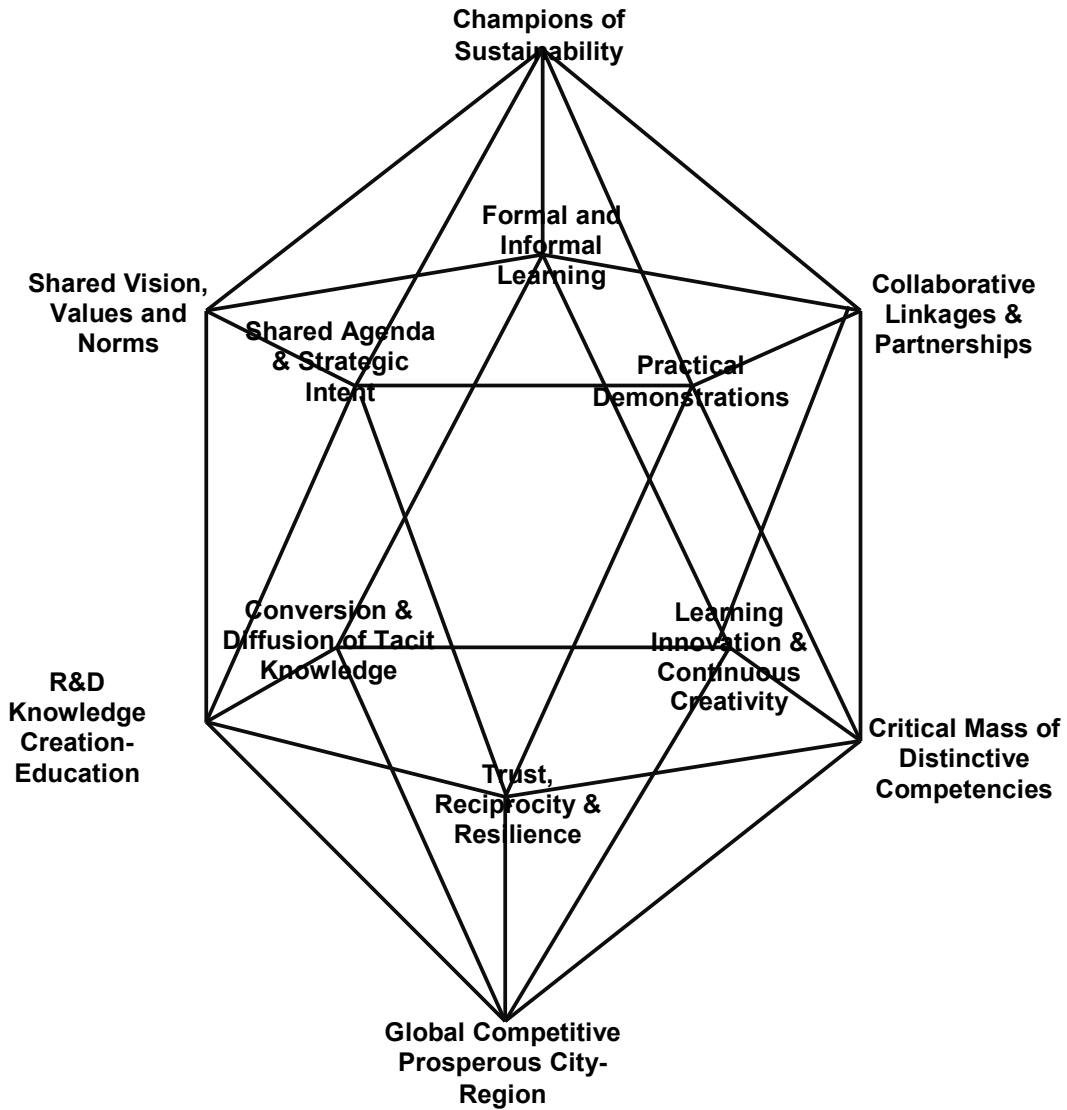 Champions of
Sustainability
Formal and
Informal
Learning
Shared Vision,
Values and
Norms
Collaborative
Linkages &
Partnerships
Shared Agenda
& Strategic
Intent
Practical
Demonstrations
Conversion &
Diffusion of Tacit
Knowledge
Learning
Innovation &
Continuous
Creativity
R&D
Knowledge
Creation-
Education
Critical Mass of
Distinctive
Competencies
Trust,
Reciprocity &
Resilience
Global Competitive
Prosperous City-
Region